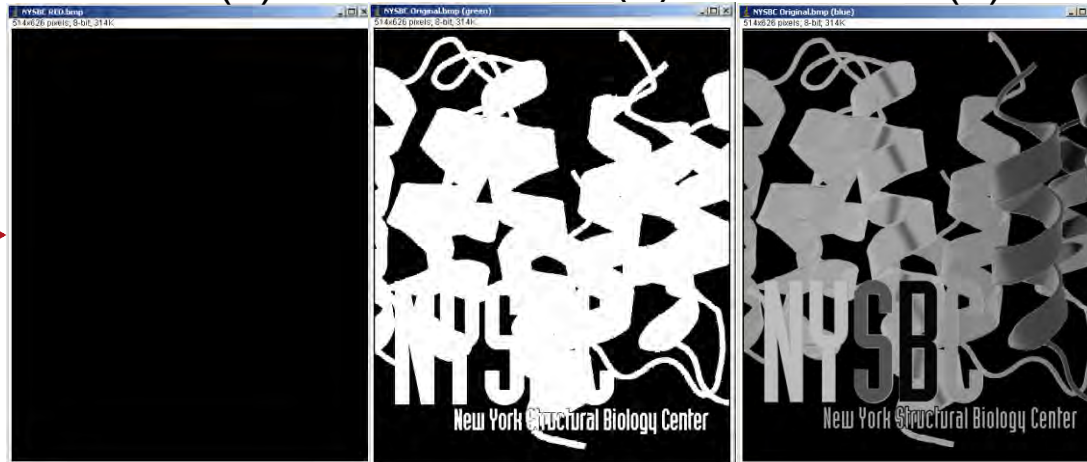 NYSBC RED.bmp
514x626 pixels; 8-bit; 314K
NYSBC Original.bmp (green)
514x626 pixels; 8-bit; 314K
NYSBC
New York Structural Biology Center
NYSBC Original.bmp (blue)
514x626 pixels; 8-bit; 314K
NYSBC
New York Structural Biology Center